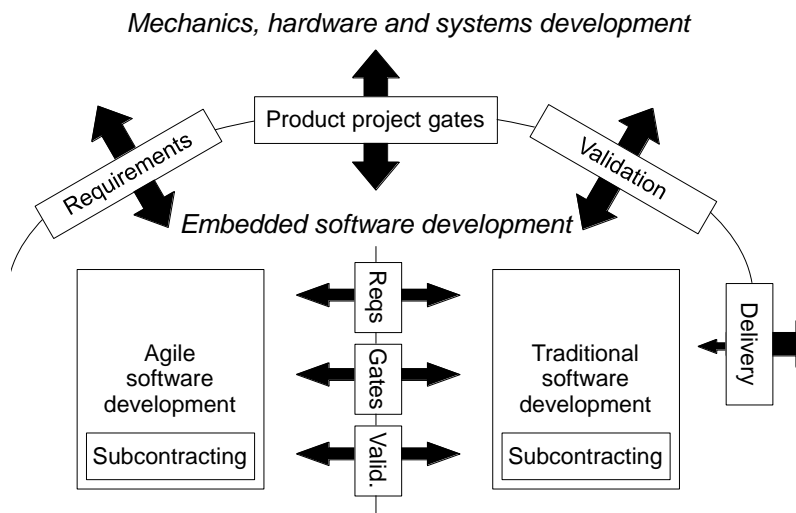 Mechanics, hardware and systems development
Product project gates
Requirements
Validation
Embedded software development
Reqs
Gates
Valid.
Agile
software
development
Subcontracting
Traditional
software
development
Subcontracting
Delivery